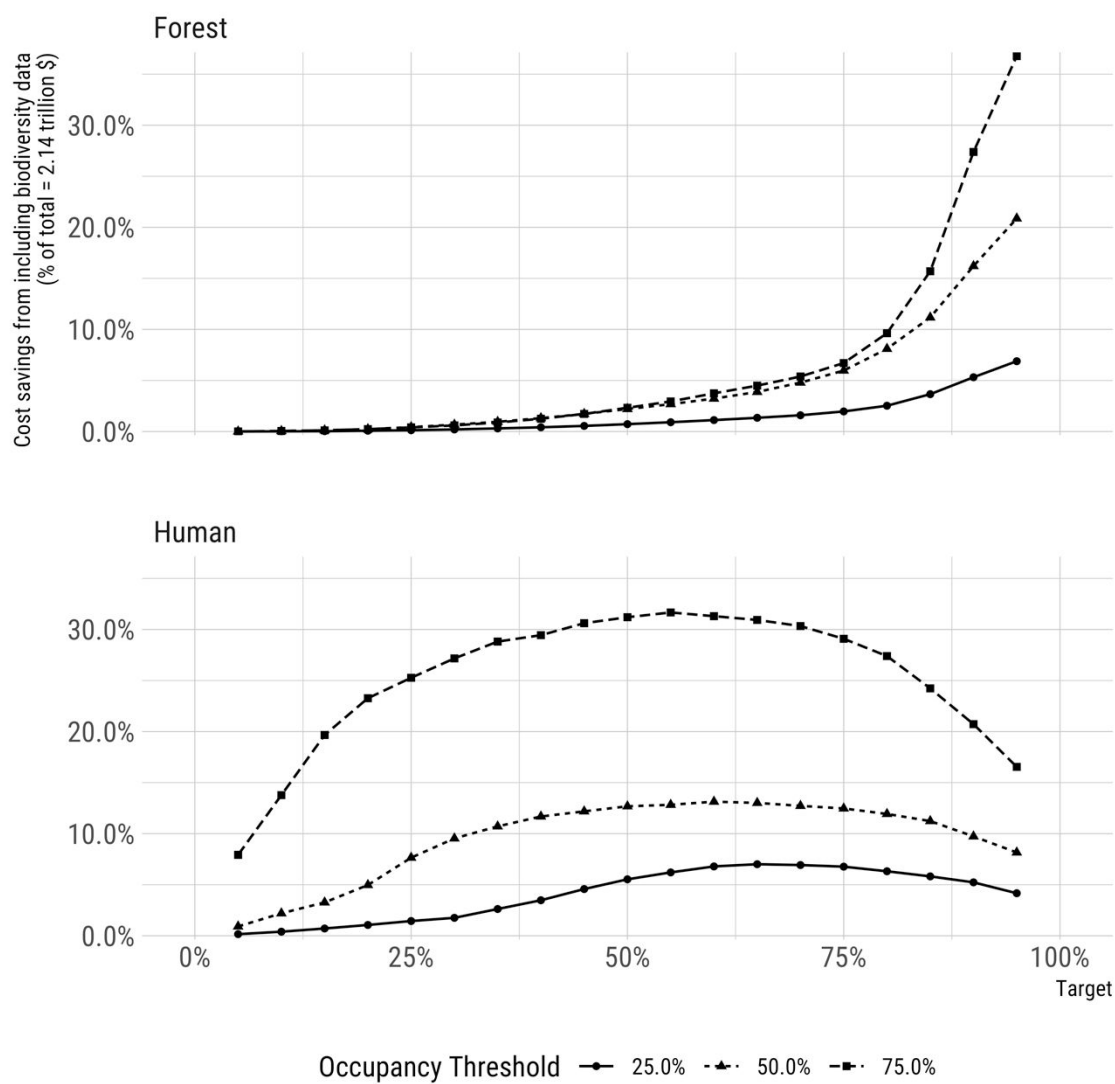 Forest
Cost savings from including biodiversity data
(% of total = 2.14 trillion $)
30.0%
20.0%
10.0%
0.0%
Human
30.0%
20.0%
10.0%
0.0%
0% 25% 50% 75% 100%
Target
Occupancy Threshold 25.0% 50.0% 75.0%